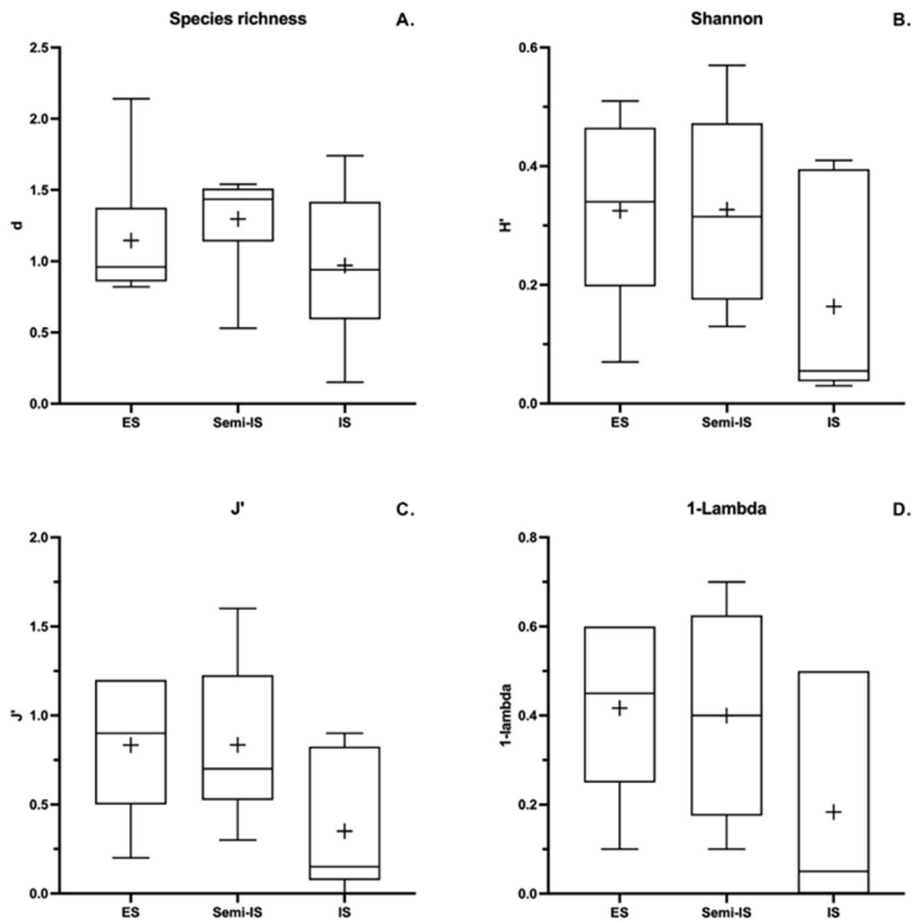 Species richness
A.
2.5
2.0
1.5
1.0
0.5
0.0
d
ES
Semi-IS
IS
Shannon
B.
0.6
0.4
0.2
0.0
H'
ES
Semi-IS
IS
J'
C.
2.0
1.5
1.0
0.5
0.0
J'
ES
Semi-IS
IS
1-Lambda
D.
0.8
0.6
0.4
0.2
0.0
1-lambda
ES
Semi-IS
IS